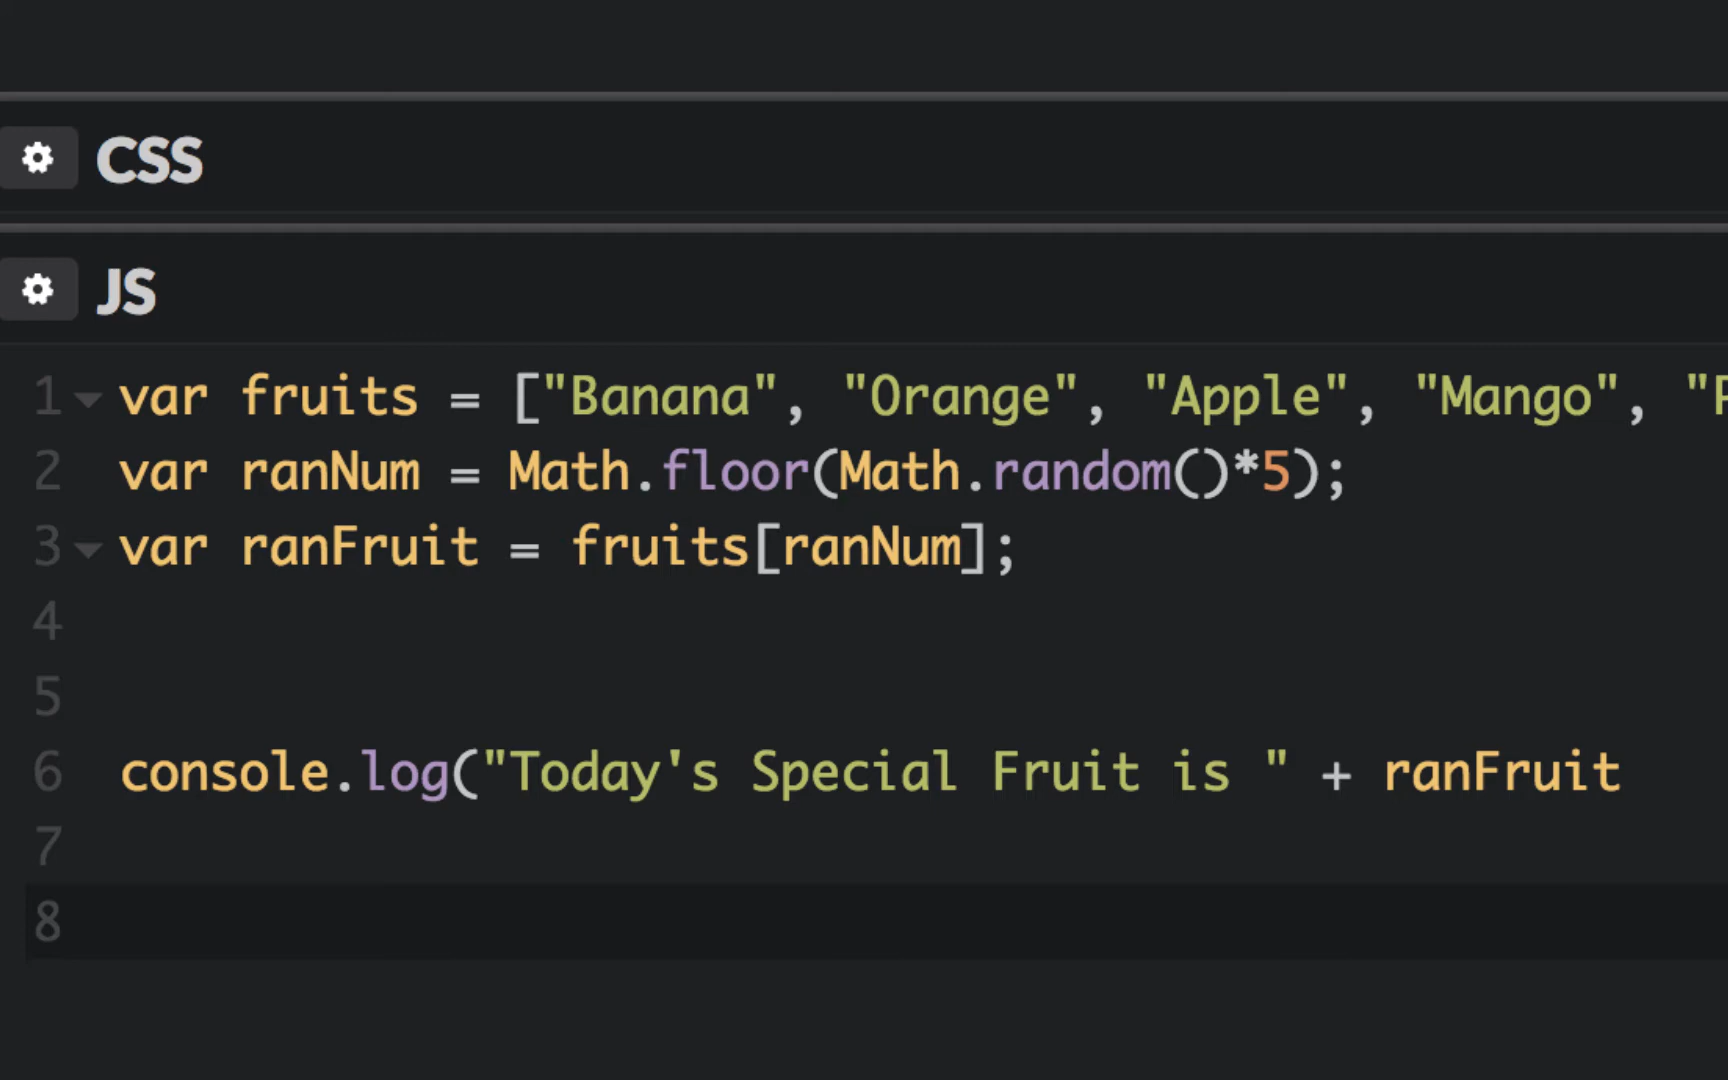 CSS
JS
1 var fruits = ["Banana", "Orange", "Apple", "Mango", "
2 var ranNum = Math.floor(Math.random()*5);
3 var ranFruit = fruits[ranNum];
4
5
6 console.log("Today's Special Fruit is " + ranFruit
7
8